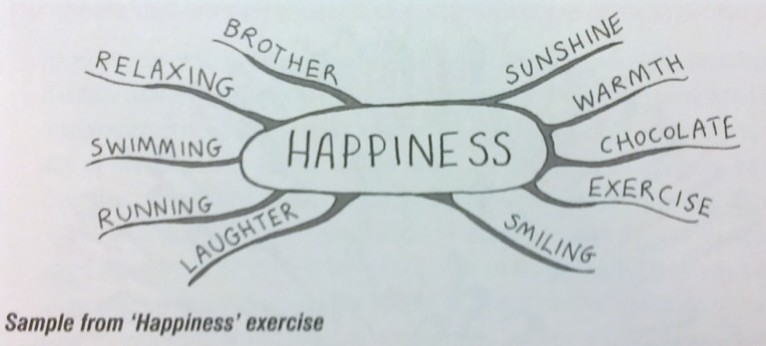 BROTHER
SUNSHINE
RELAXING
WARMTH
SWIMMING
HAPPINESS
CHOCOLATE
RUNNING
EXERCISE
LAUGHTER
SMILING
Sample from ‘Happiness’ exercise